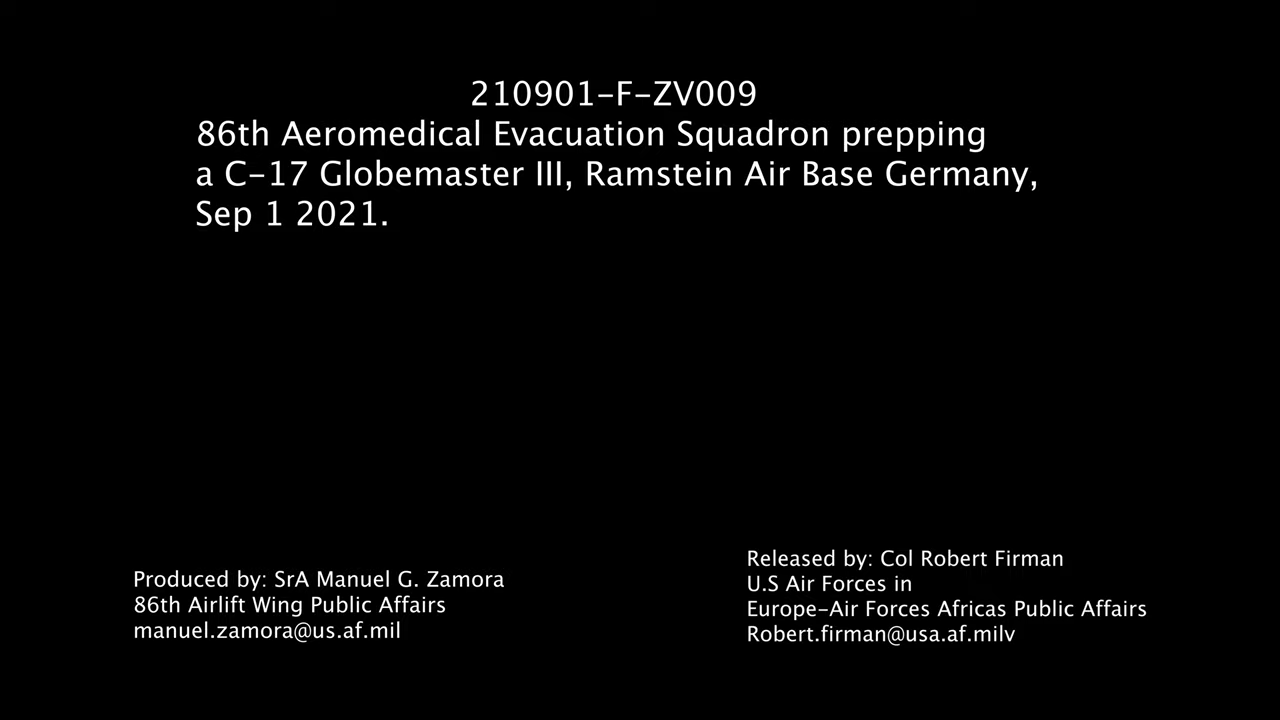 210901-F-ZV009
86th Aeromedical Evacuation Squadron prepping
a C-17 Globemaster III, Ramstein Air Base Germany,
Sep 1 2021.
Produced by: SrA Manuel G. Zamora
86th Airlift Wing Public Affairs
manuel.zamora@us.af.mil
Released by: Col Robert Firman
U.S Air Forces in
Europe-Air Forces Africas Public Affairs
Robert.firman@usa.af.milv